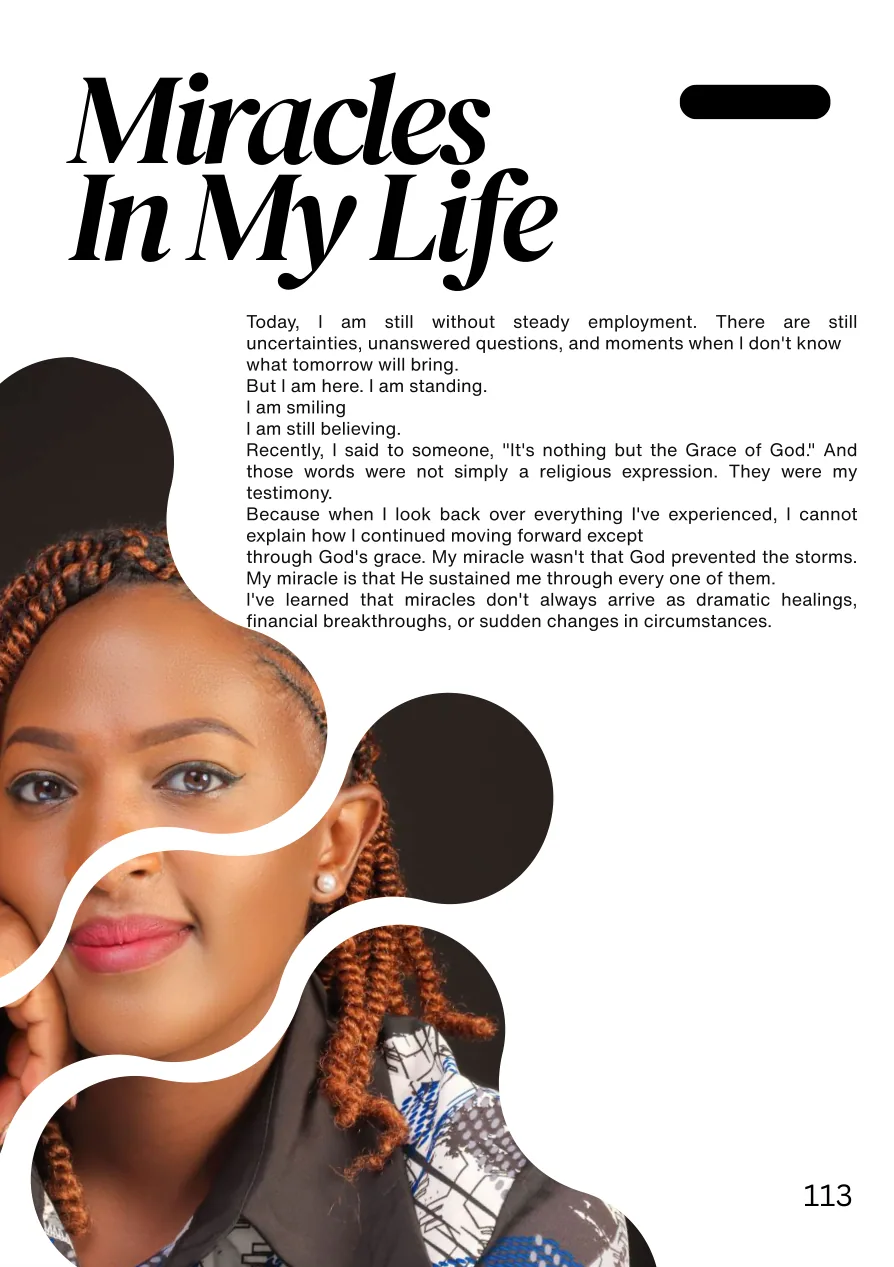 Miracles
In My Life
Today, I am still without steady employment. There are still
uncertainties, unanswered questions, and moments when I don't know
what tomorrow will bring.
But I am here. I am standing.
I am smiling
I am still believing.
Recently, I said to someone, "It's nothing but the Grace of God." And
those words were not simply a religious expression. They were my
testimony.
Because when I look back over everything I've experienced, I cannot
explain how I continued moving forward except
through God's grace. My miracle wasn't that God prevented the storms.
My miracle is that He sustained me through every one of them.
I've learned that miracles don't always arrive as dramatic healings,
financial breakthroughs, or sudden changes in circumstances.
113